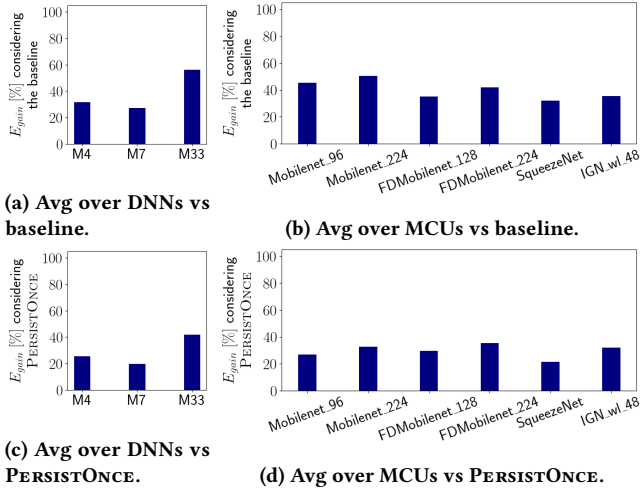 E_gain [%] considering
the baseline
100
80
60
40
20
0
M4 M7 M33
(a) Avg over DNNs vs
baseline.
E_gain [%] considering
the baseline
100
80
60
40
20
0
Mobilenet_96 Mobilenet_224 FDMobilenet_128 FDMobilenet_224 SqueezeNet IGN_wl_48
(b) Avg over MCUs vs baseline.
E_gain [%] considering
PERSISTONCE
100
80
60
40
20
0
M4 M7 M33
(c) Avg over DNNs vs
PERSISTONCE.
E_gain [%] considering
PERSISTONCE
100
80
60
40
20
0
Mobilenet_96 Mobilenet_224 FDMobilenet_128 FDMobilenet_224 SqueezeNet IGN_wl_48
(d) Avg over MCUs vs PERSISTONCE.